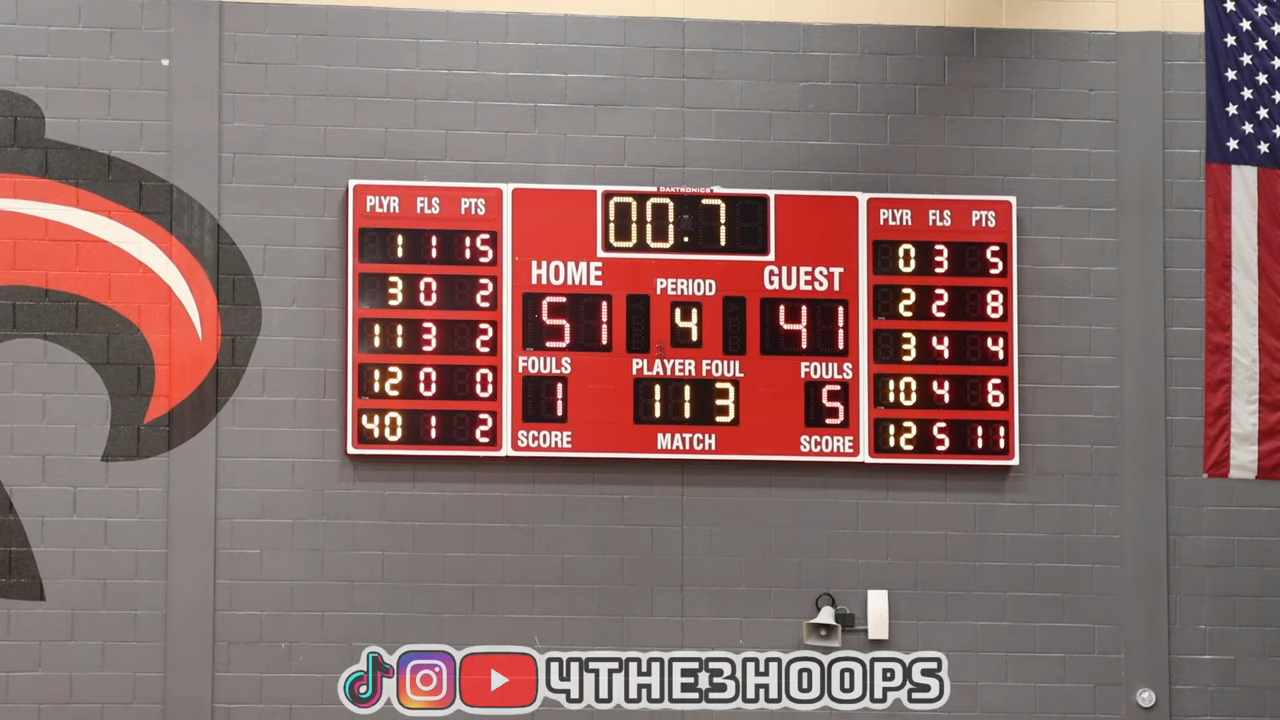 DAKTRONICS
00.7
PLYR FLS PTS
1 1 15
3 0 2
11 3 2
12 0 0
40 1 2
HOME
51
FOULS
1
SCORE
PERIOD
4
PLAYER FOUL
11 3
MATCH
GUEST
41
FOULS
5
SCORE
PLYR FLS PTS
0 3 5
2 2 8
3 4 4
10 4 6
12 5 11
4THE3HOOPS